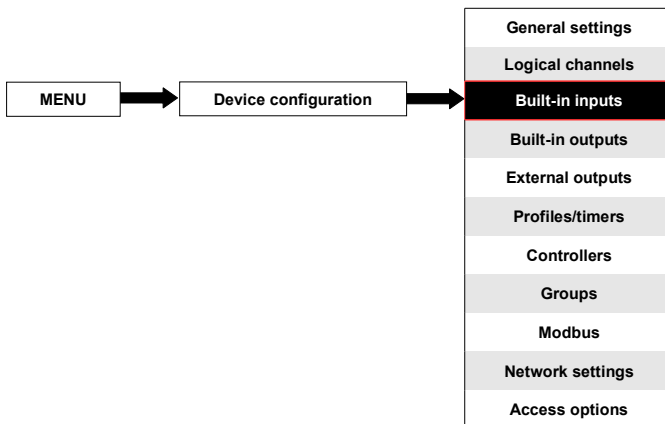 General settings
Logical channels
MENU
Device configuration
Built-in inputs
Built-in outputs
External outputs
Profiles/timers
Controllers
Groups
Modbus
Network settings
Access options